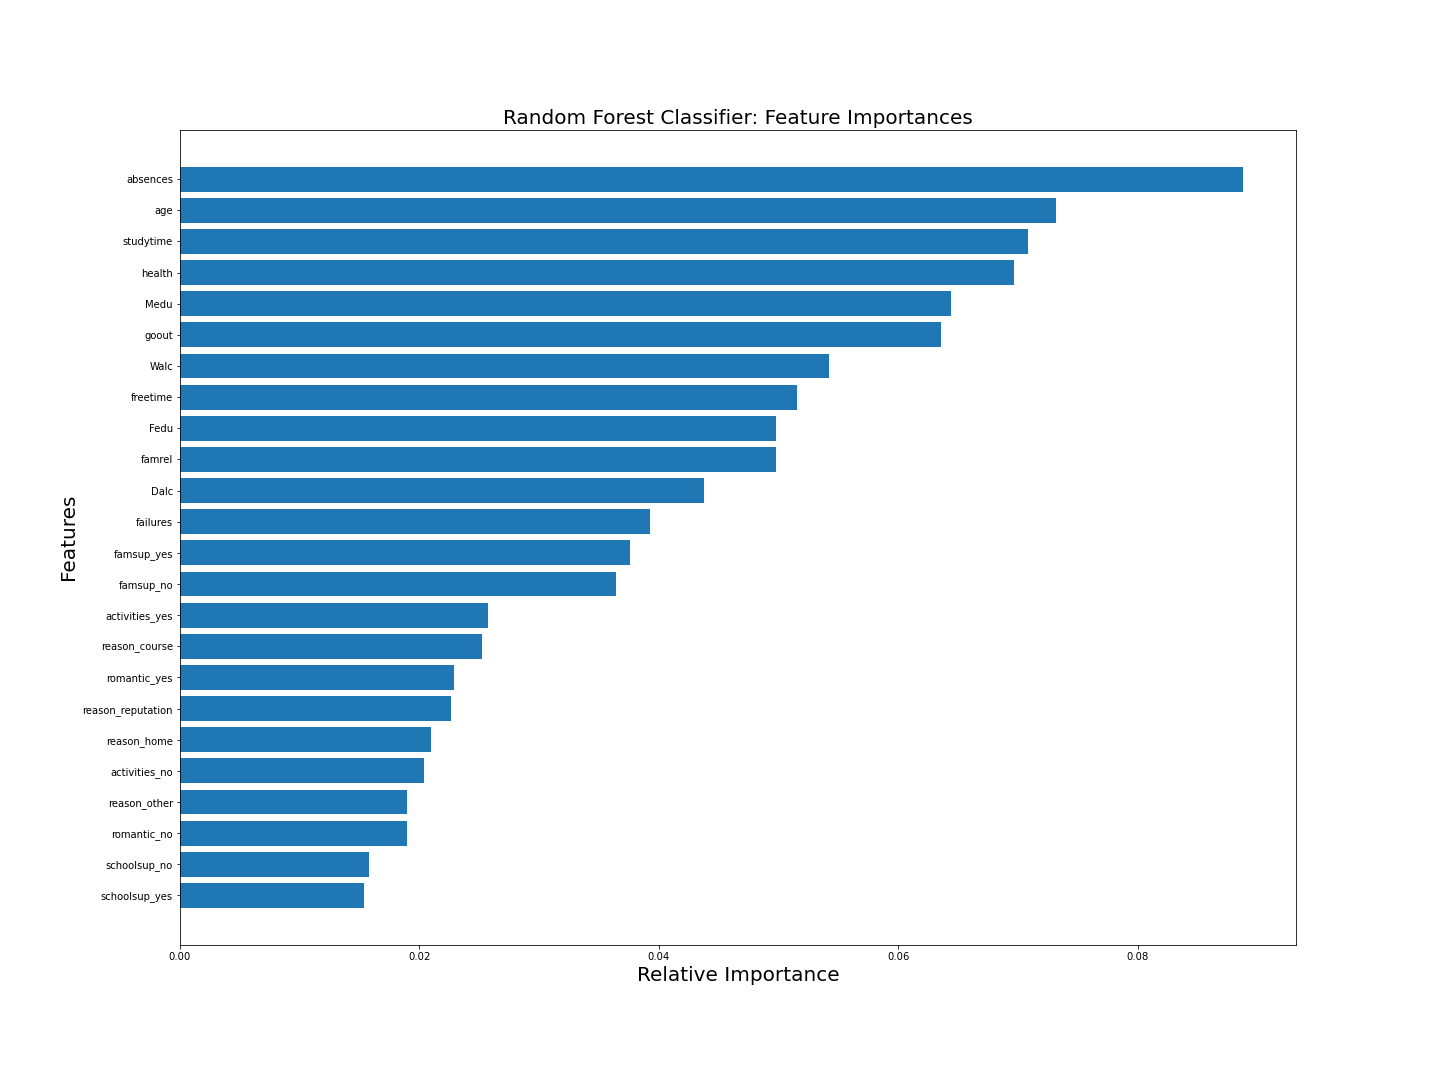 Random Forest Classifier: Feature Importances
absences
age
studytime
health
Medu
goout
Walc
freetime
Fedu
famrel
Dalc
failures
famsup_yes
famsup_no
activities_yes
reason_course
romantic_yes
reason_reputation
reason_home
activities_no
reason_other
romantic_no
schoolsup_no
schoolsup_yes
Features
0.00 0.02 0.04 0.06 0.08
Relative Importance